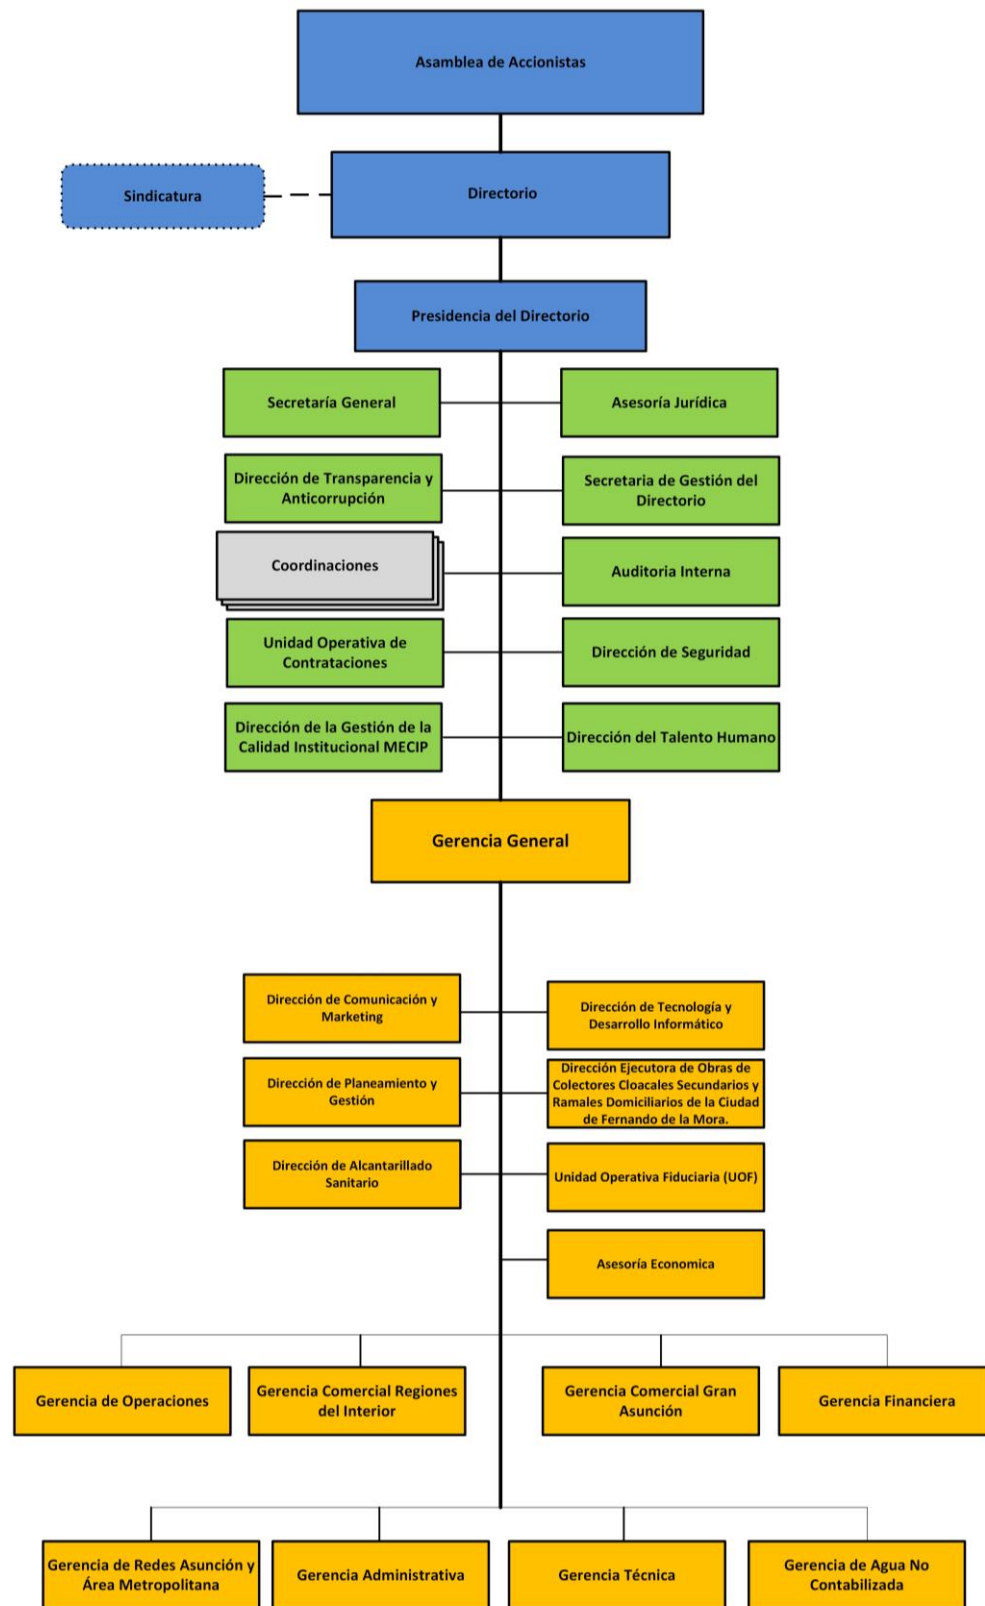 Asamblea de Accionistas
Sindicatura
Directorio
Presidencia del Directorio
Secretaría General
Asesoría Jurídica
Dirección de Transparencia y
Anticorrupción
Secretaria de Gestión del
Directorio
Coordinaciones
Auditoria Interna
Unidad Operativa de
Contrataciones
Dirección de Seguridad
Dirección de la Gestión de la
Calidad Institucional MECIP
Dirección del Talento Humano
Gerencia General
Dirección de Comunicación y
Marketing
Dirección de Tecnología y
Desarrollo Informático
Dirección de Planeamiento y
Gestión
Dirección Ejecutora de Obras de
Colectores Cloacales Secundarios y
Ramales Domiciliarios de la Ciudad
de Fernando de la Mora.
Dirección de Alcantarillado
Sanitario
Unidad Operativa Fiduciaria (UOF)
Asesoría Economica
Gerencia de Operaciones
Gerencia Comercial Regiones
del Interior
Gerencia Comercial Gran
Asunción
Gerencia Financiera
Gerencia de Redes Asunción y
Área Metropolitana
Gerencia Administrativa
Gerencia Técnica
Gerencia de Agua No
Contabilizada